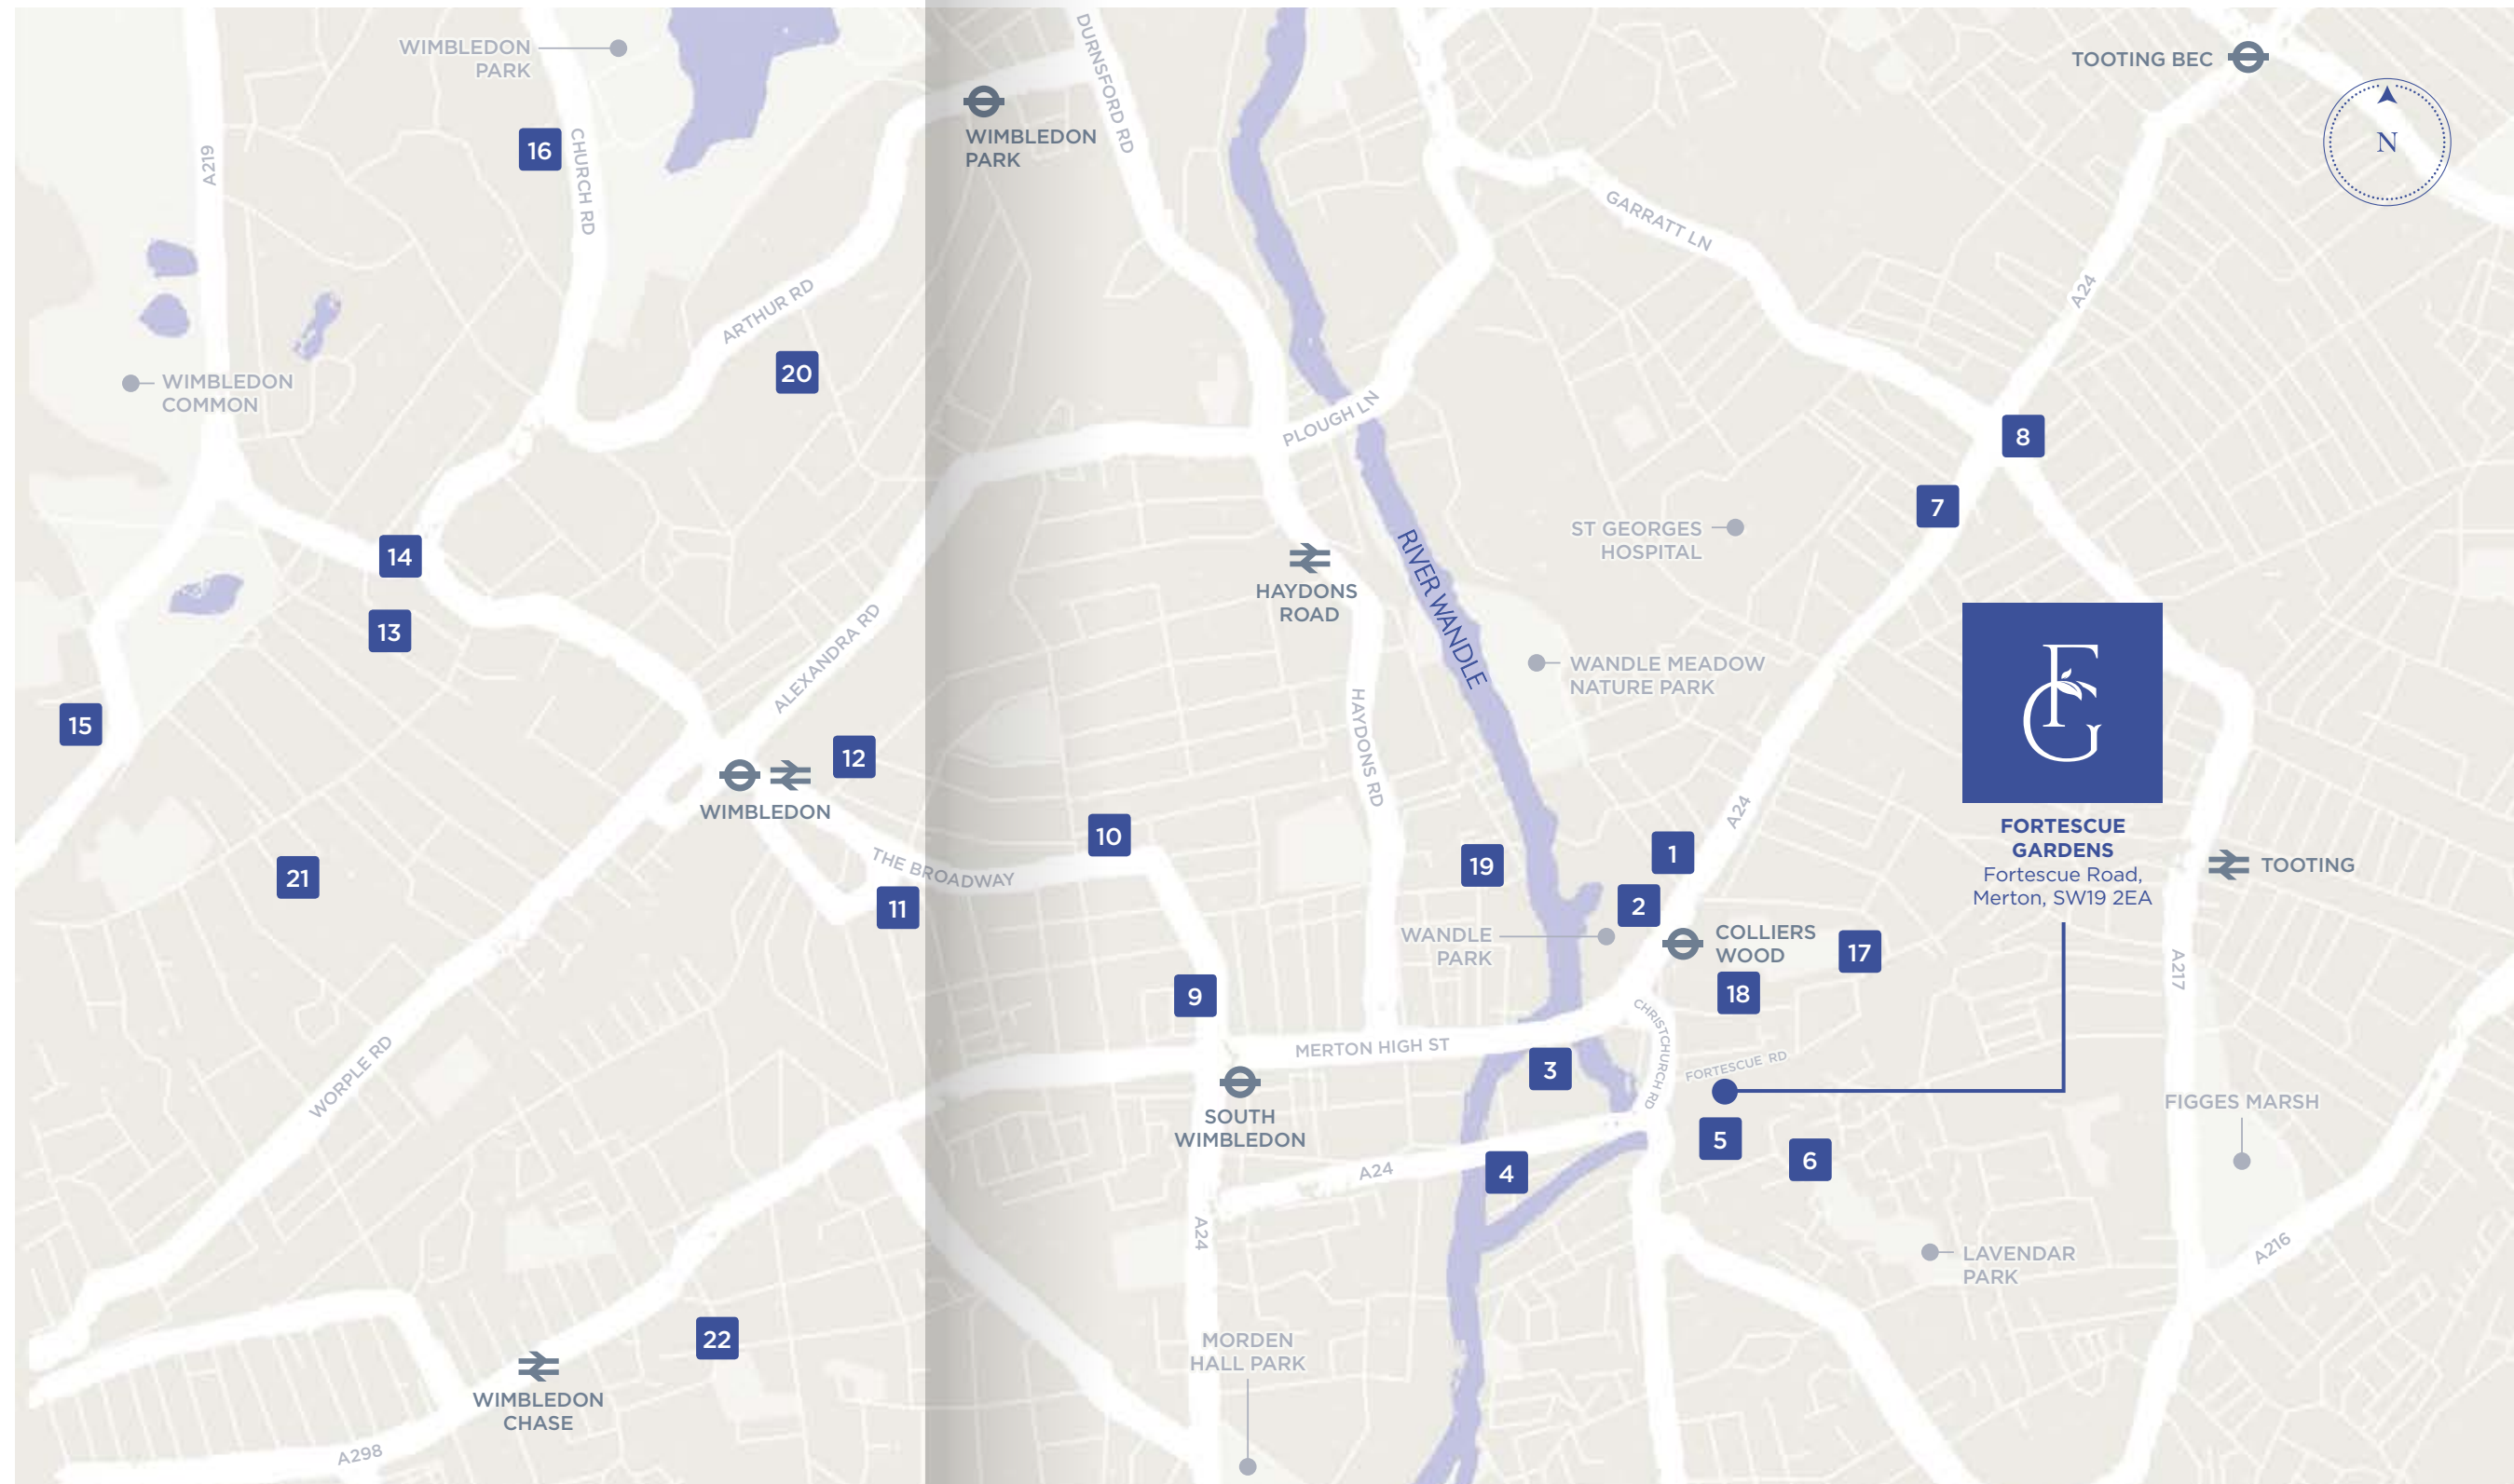 WIMBLEDON
PARK
DURNSFORD RD
TOOTING BEC
N
16
CHURCH RD
A219
WIMBLEDON
PARK
GARRATT LN
A24
ARTHUR RD
20
WIMBLEDON
COMMON
PLOUGH LN
8
7
ST GEORGES
HOSPITAL
14
HAYDONS
ROAD
RIVER WANDLE
13
ALEXANDRA RD
WANDLE MEADOW
NATURE PARK
FG
15
12
WIMBLEDON
HAYDONS RD
A24
10
THE BROADWAY
19
1
FORTESCUE
GARDENS
Fortescue Road,
Merton, SW19 2EA
TOOTING
21
11
2
WANDLE
PARK
COLLIERS
WOOD
17
9
18
A217
MERTON HIGH ST
CHRISTCHURCH RD
3
FORTESCUE RD
WORPLE RD
SOUTH
WIMBLEDON
FIGGES MARSH
5
6
4
A24
A24
LAVENDAR
PARK
A216
22
MORDEN
HALL PARK
WIMBLEDON
CHASE
A298